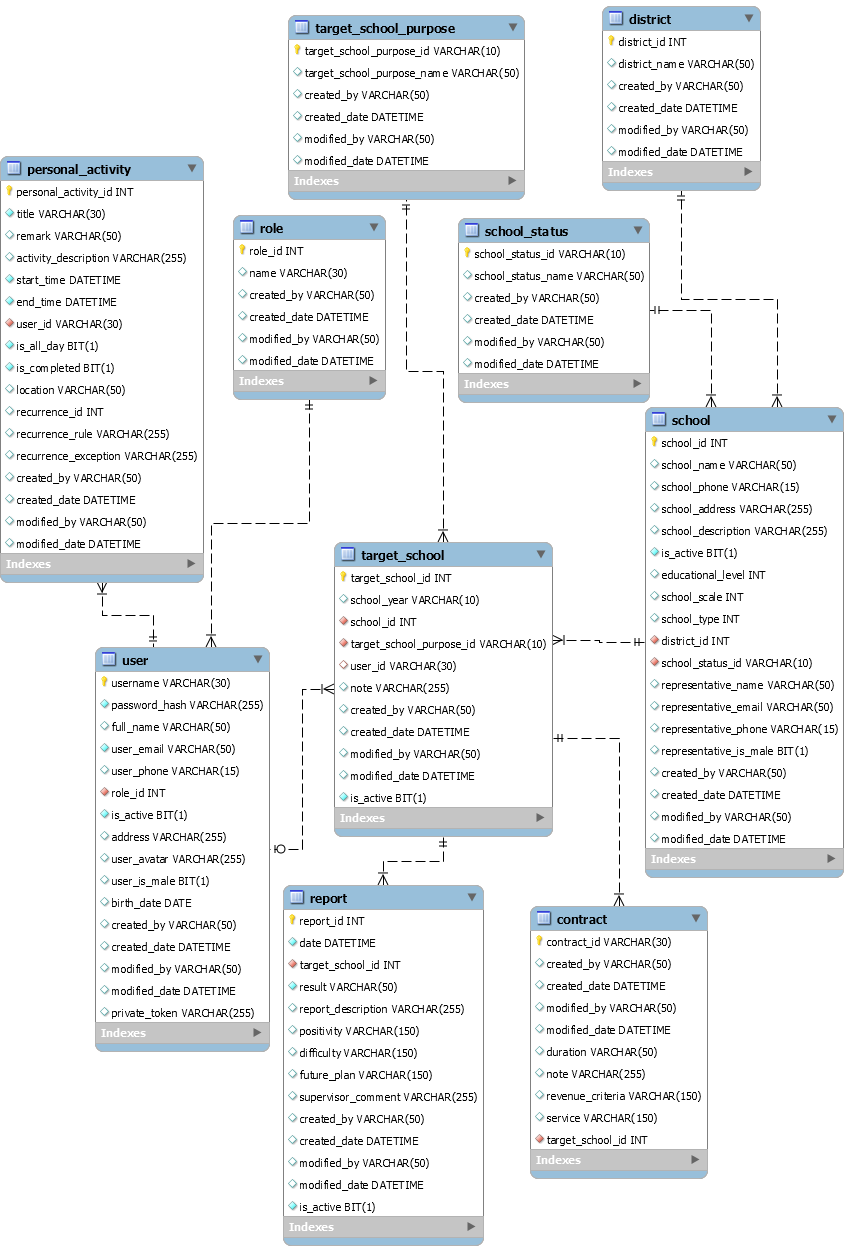 target_school_purpose
target_school_purpose_id VARCHAR(10)
target_school_purpose_name VARCHAR(50)
created_by VARCHAR(50)
created_date DATETIME
modified_by VARCHAR(50)
modified_date DATETIME
Indexes
district
district_id INT
district_name VARCHAR(50)
created_by VARCHAR(50)
created_date DATETIME
modified_by VARCHAR(50)
modified_date DATETIME
Indexes
personal_activity
personal_activity_id INT
title VARCHAR(30)
remark VARCHAR(50)
activity_description VARCHAR(255)
start_time DATETIME
end_time DATETIME
user_id VARCHAR(30)
is_all_day BIT(1)
is_completed BIT(1)
location VARCHAR(50)
recurrence_id INT
recurrence_rule VARCHAR(255)
recurrence_exception VARCHAR(255)
created_by VARCHAR(50)
created_date DATETIME
modified_by VARCHAR(50)
modified_date DATETIME
Indexes
role
role_id INT
name VARCHAR(30)
created_by VARCHAR(50)
created_date DATETIME
modified_by VARCHAR(50)
modified_date DATETIME
Indexes
school_status
school_status_id VARCHAR(10)
school_status_name VARCHAR(50)
created_by VARCHAR(50)
created_date DATETIME
modified_by VARCHAR(50)
modified_date DATETIME
Indexes
school
school_id INT
school_name VARCHAR(50)
school_phone VARCHAR(15)
school_address VARCHAR(255)
school_description VARCHAR(255)
is_active BIT(1)
educational_level INT
school_scale INT
school_type INT
district_id INT
school_status_id VARCHAR(10)
representative_name VARCHAR(50)
representative_email VARCHAR(50)
representative_phone VARCHAR(15)
representative_is_male BIT(1)
created_by VARCHAR(50)
created_date DATETIME
modified_by VARCHAR(50)
modified_date DATETIME
Indexes
target_school
target_school_id INT
school_year VARCHAR(10)
school_id INT
target_school_purpose_id VARCHAR(10)
user_id VARCHAR(30)
note VARCHAR(255)
created_by VARCHAR(50)
created_date DATETIME
modified_by VARCHAR(50)
modified_date DATETIME
is_active BIT(1)
Indexes
user
username VARCHAR(30)
password_hash VARCHAR(255)
full_name VARCHAR(50)
user_email VARCHAR(50)
user_phone VARCHAR(15)
role_id INT
is_active BIT(1)
address VARCHAR(255)
user_avatar VARCHAR(255)
user_is_male BIT(1)
birth_date DATE
created_by VARCHAR(50)
created_date DATETIME
modified_by VARCHAR(50)
modified_date DATETIME
private_token VARCHAR(255)
Indexes
report
report_id INT
date DATETIME
target_school_id INT
result VARCHAR(50)
report_description VARCHAR(255)
positivity VARCHAR(150)
difficulty VARCHAR(150)
future_plan VARCHAR(150)
supervisor_comment VARCHAR(255)
created_by VARCHAR(50)
created_date DATETIME
modified_by VARCHAR(50)
modified_date DATETIME
is_active BIT(1)
Indexes
contract
contract_id VARCHAR(30)
created_by VARCHAR(50)
created_date DATETIME
modified_by VARCHAR(50)
modified_date DATETIME
duration VARCHAR(50)
note VARCHAR(255)
revenue_criteria VARCHAR(150)
service VARCHAR(150)
target_school_id INT
Indexes